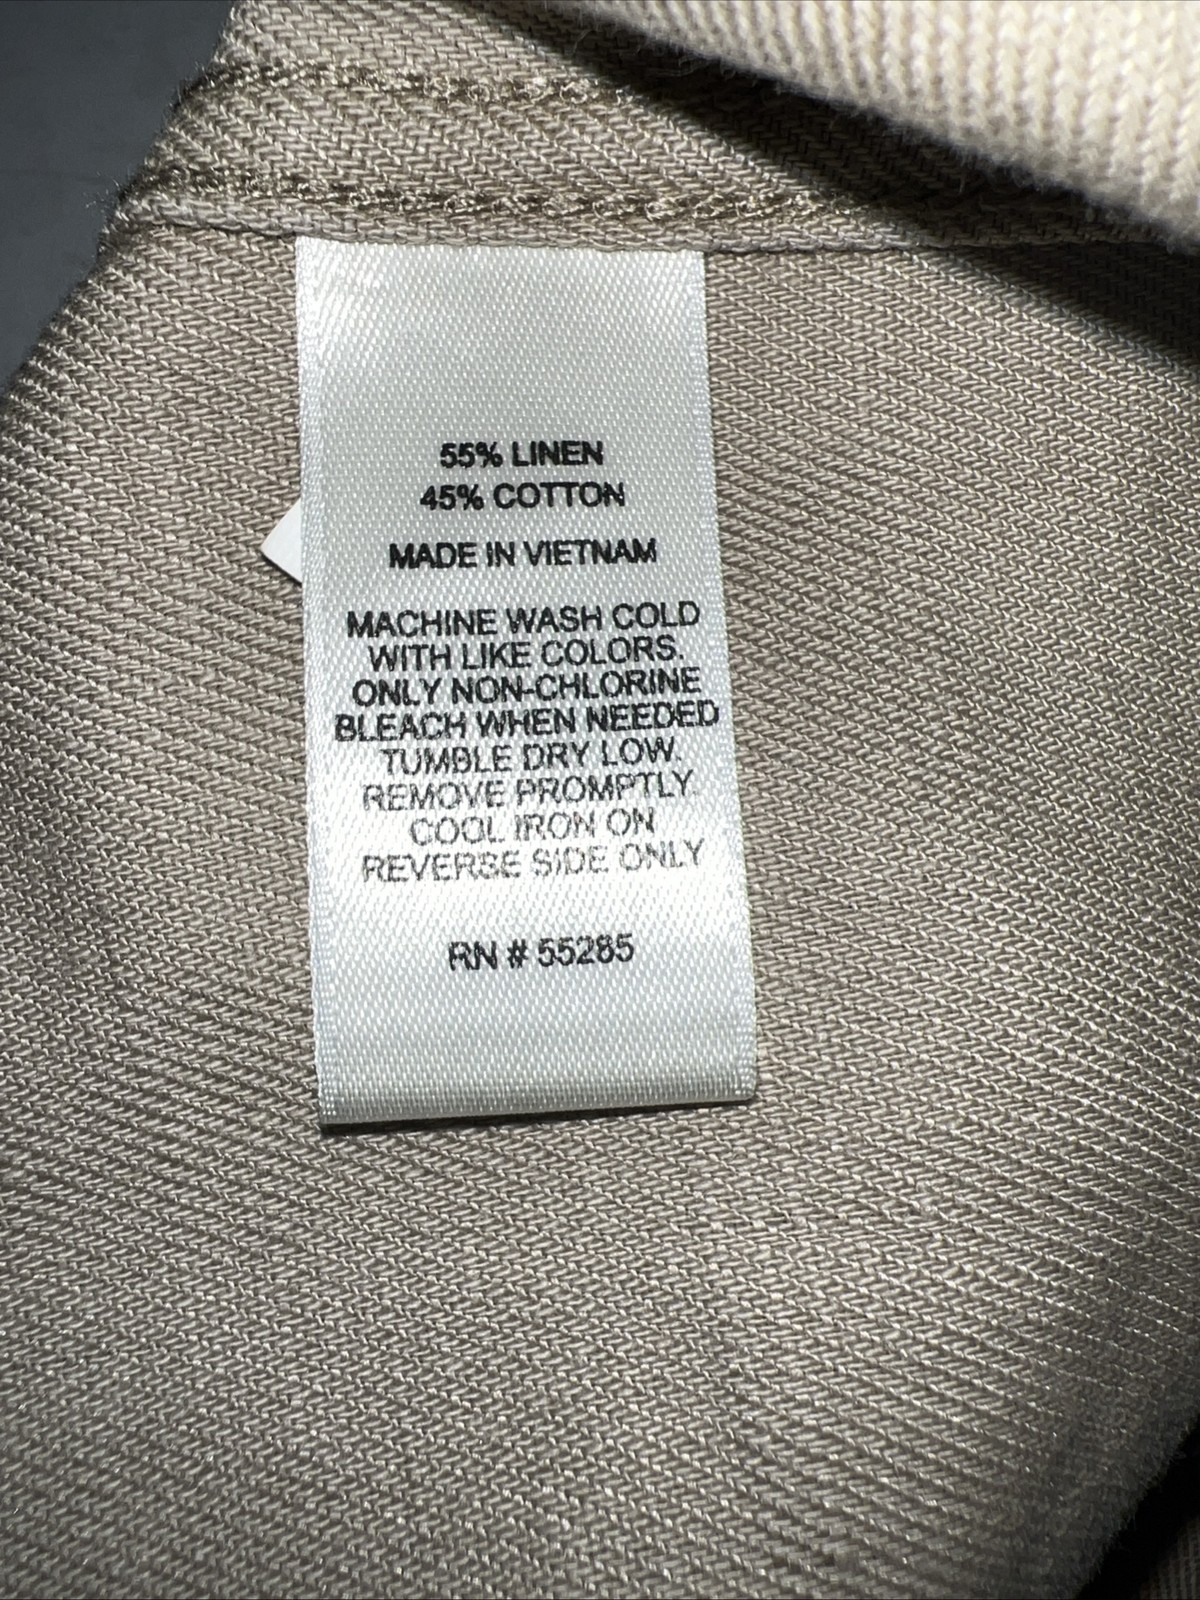 55% LINEN
45% COTTON
MADE IN VIETNAM
MACHINE WASH COLD
WITH LIKE COLORS.
ONLY NON-CHLORINE
BLEACH WHEN NEEDED
TUMBLE DRY LOW.
REMOVE PROMPTLY.
COOL IRON ON
REVERSE SIDE ONLY
RN # 55285